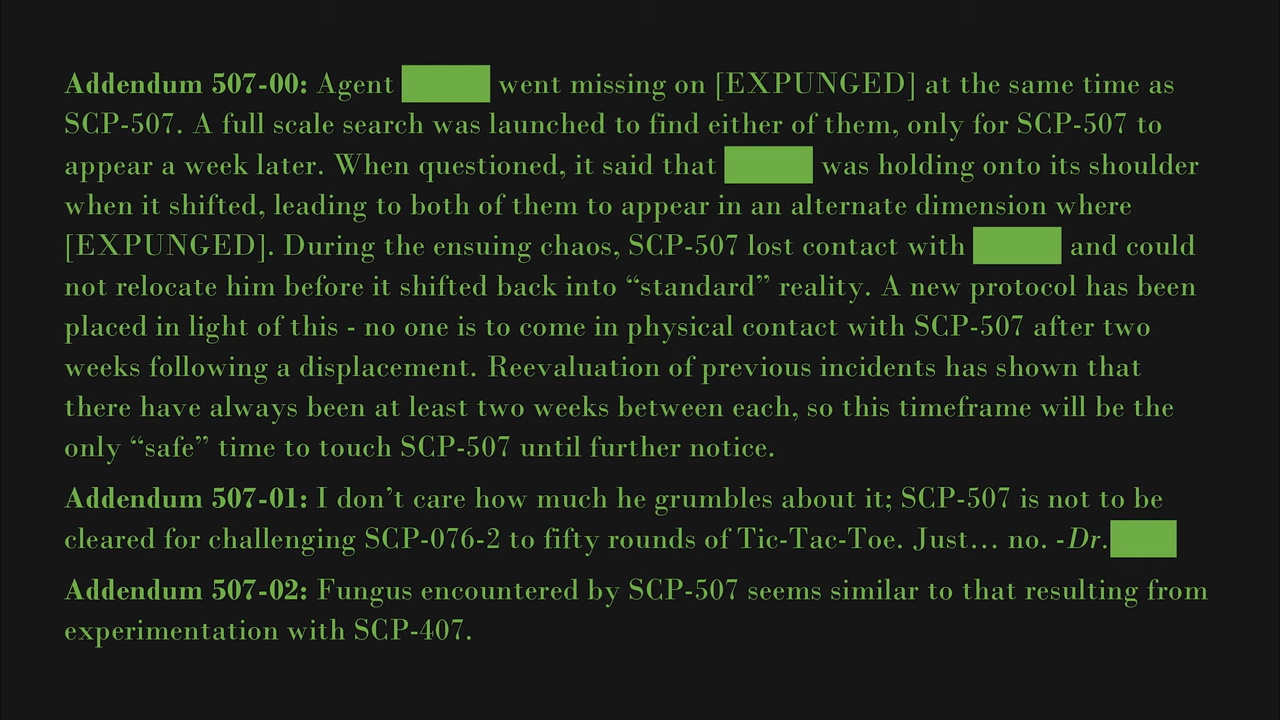 Addendum 507-00: Agent went missing on [EXPUNGED] at the same time as
SCP-507. A full scale search was launched to find either of them, only for SCP-507 to
appear a week later. When questioned, it said that was holding onto its shoulder
when it shifted, leading to both of them to appear in an alternate dimension where
[EXPUNGED]. During the ensuing chaos, SCP-507 lost contact with and could
not relocate him before it shifted back into “standard” reality. A new protocol has been
placed in light of this - no one is to come in physical contact with SCP-507 after two
weeks following a displacement. Reevaluation of previous incidents has shown that
there have always been at least two weeks between each, so this timeframe will be the
only “safe” time to touch SCP-507 until further notice.
Addendum 507-01: I don’t care how much he grumbles about it; SCP-507 is not to be
cleared for challenging SCP-076-2 to fifty rounds of Tic-Tac-Toe. Just... no. -Dr.
Addendum 507-02: Fungus encountered by SCP-507 seems similar to that resulting from
experimentation with SCP-407.